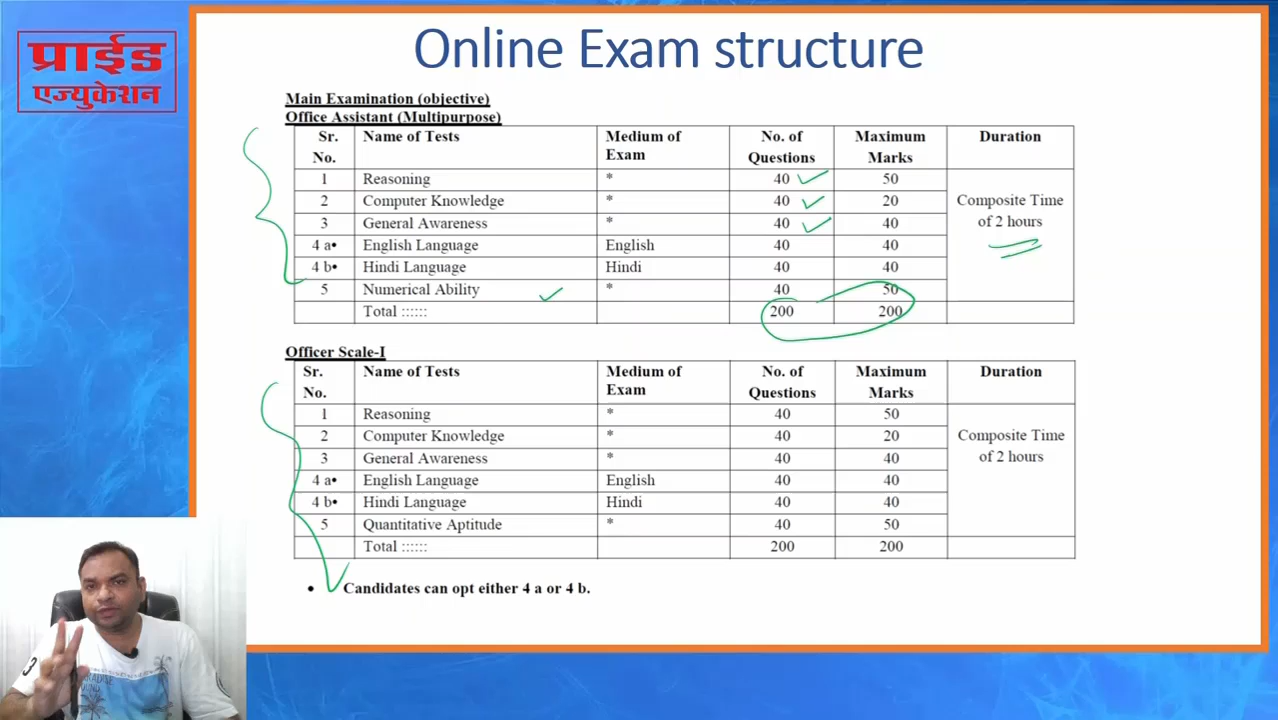 प्राईड
एज्युकेशन
Online Exam structure
Main Examination (objective)
Office Assistant (Multipurpose)
Sr. No. Name of Tests Medium of Exam No. of Questions Maximum Marks Duration
1 Reasoning * 40 50 Composite Time of 2 hours
2 Computer Knowledge * 40 20
3 General Awareness * 40 40
4 a• English Language English 40 40
4 b• Hindi Language Hindi 40 40
5 Numerical Ability * 40 50
Total :::::: 200 200
Officer Scale-I
Sr. No. Name of Tests Medium of Exam No. of Questions Maximum Marks Duration
1 Reasoning * 40 50 Composite Time of 2 hours
2 Computer Knowledge * 40 20
3 General Awareness * 40 40
4 a• English Language English 40 40
4 b• Hindi Language Hindi 40 40
5 Quantitative Aptitude * 40 50
Total :::::: 200 200
• Candidates can opt either 4 a or 4 b.
3
PARADISE